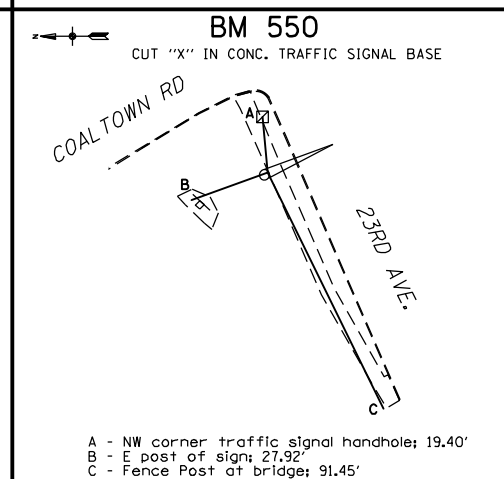 BM 550
CUT "X" IN CONC. TRAFFIC SIGNAL BASE
N
COALTOWN RD
A
B
23RD AVE.
C
A - NW corner traffic signal handhole; 19.40'
B - E post of sign; 27.92'
C - Fence Post at bridge; 91.45'